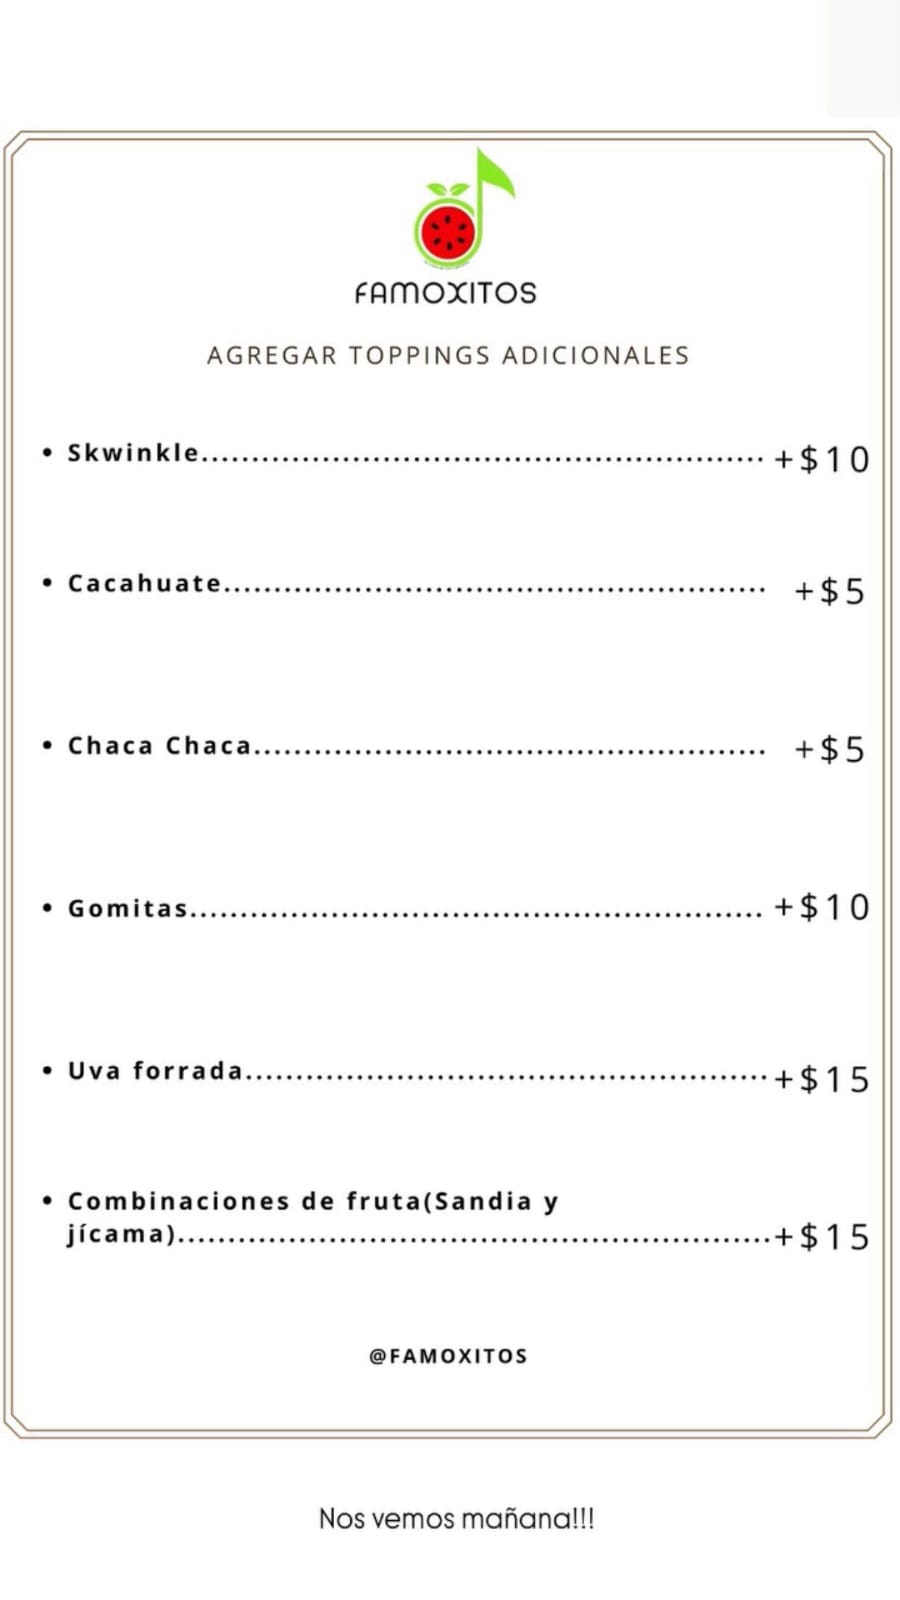 FAMOXITOS
AGREGAR TOPPINGS ADICIONALES
• Skwinkle........................................................ +$10
• Cacahuate...................................................... +$5
• Chaca Chaca................................................... +$5
• Gomitas......................................................... +$10
• Uva forrada....................................................+$15
• Combinaciones de fruta(Sandia y
jícama)...........................................................+$15
@FAMOXITOS
Nos vemos mañana!!!